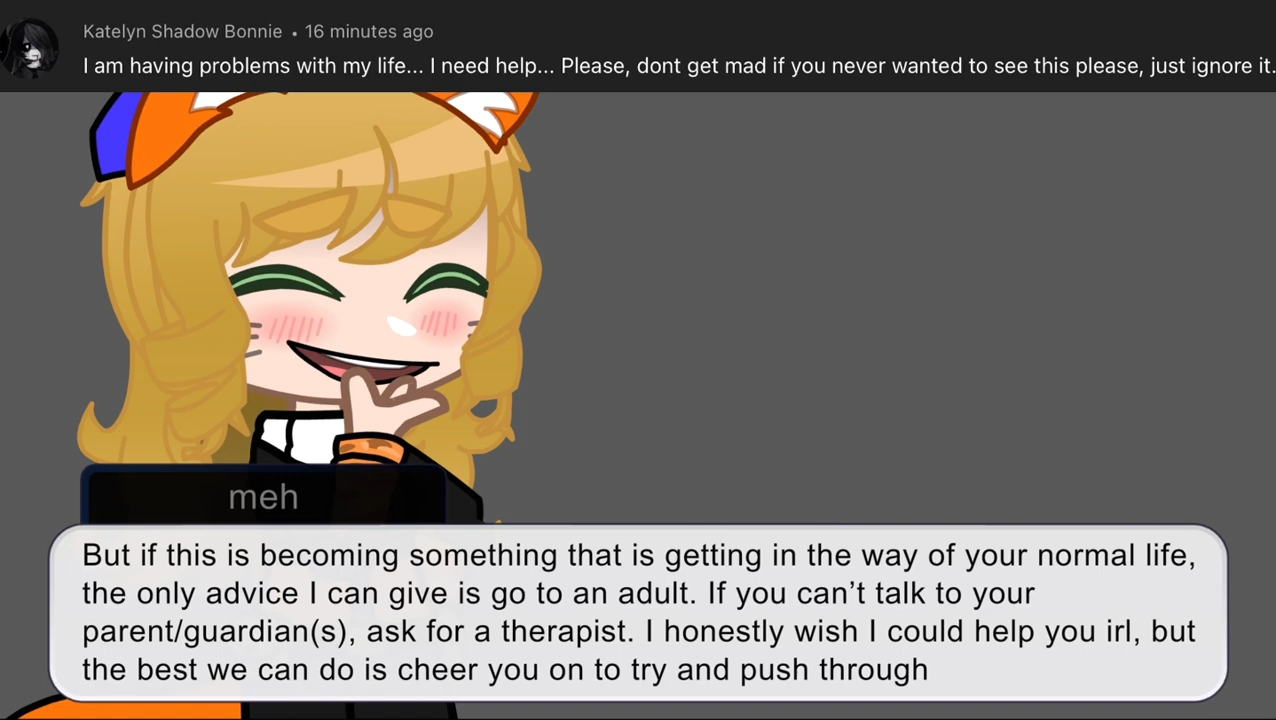 Katelyn Shadow Bonnie • 16 minutes ago
I am having problems with my life... I need help... Please, dont get mad if you never wanted to see this please, just ignore it.
meh
But if this is becoming something that is getting in the way of your normal life,
the only advice I can give is go to an adult. If you can’t talk to your
parent/guardian(s), ask for a therapist. I honestly wish I could help you irl, but
the best we can do is cheer you on to try and push through